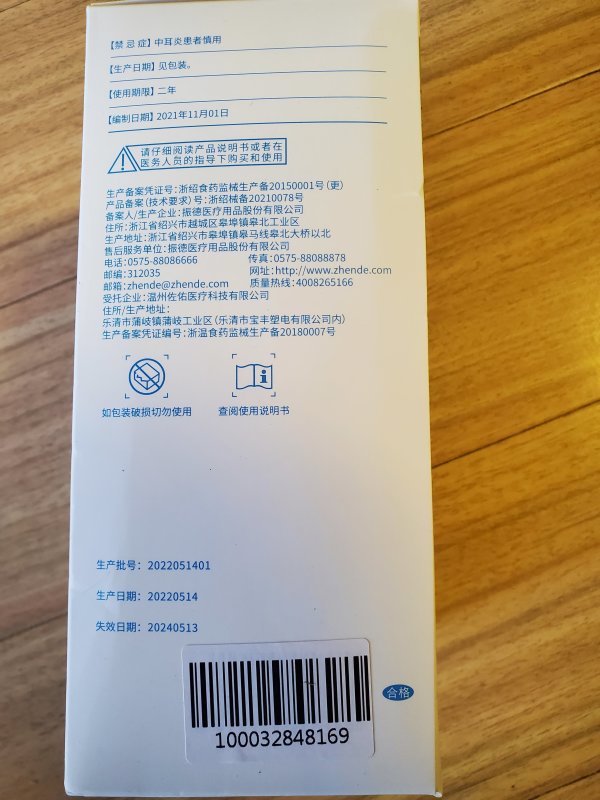 【禁忌症】中耳炎患者慎用
【生产日期】见包装。
【使用期限】二年
【编制日期】2021年11月01日
请仔细阅读产品说明书或者在
医务人员的指导下购买和使用
生产备案凭证号:浙绍食药监械生产备20150001号(更)
产品备案(技术要求)号:浙绍械备20210078号
备案人/生产企业:振德医疗用品股份有限公司
住所:浙江省绍兴市越城区皋埠镇皋北工业区
生产地址:浙江省绍兴市皋埠镇皋马线皋北大桥以北
售后服务单位:振德医疗用品股份有限公司
电话:0575-88086666 传真:0575-88088878
邮编:312035 网址:http://www.zhende.com
邮箱:zhende@zhende.com 质量热线:4008265166
受托企业:温州佐佑医疗科技有限公司
住所/生产地址:
乐清市蒲岐镇蒲岐工业区(乐清市宝丰塑电有限公司内)
生产备案凭证编号:浙温食药监械生产备20180007号
如包装破损切勿使用 查阅使用说明书
生产批号：2022051401
生产日期：20220514
失效日期：20240513
合格
100032848169